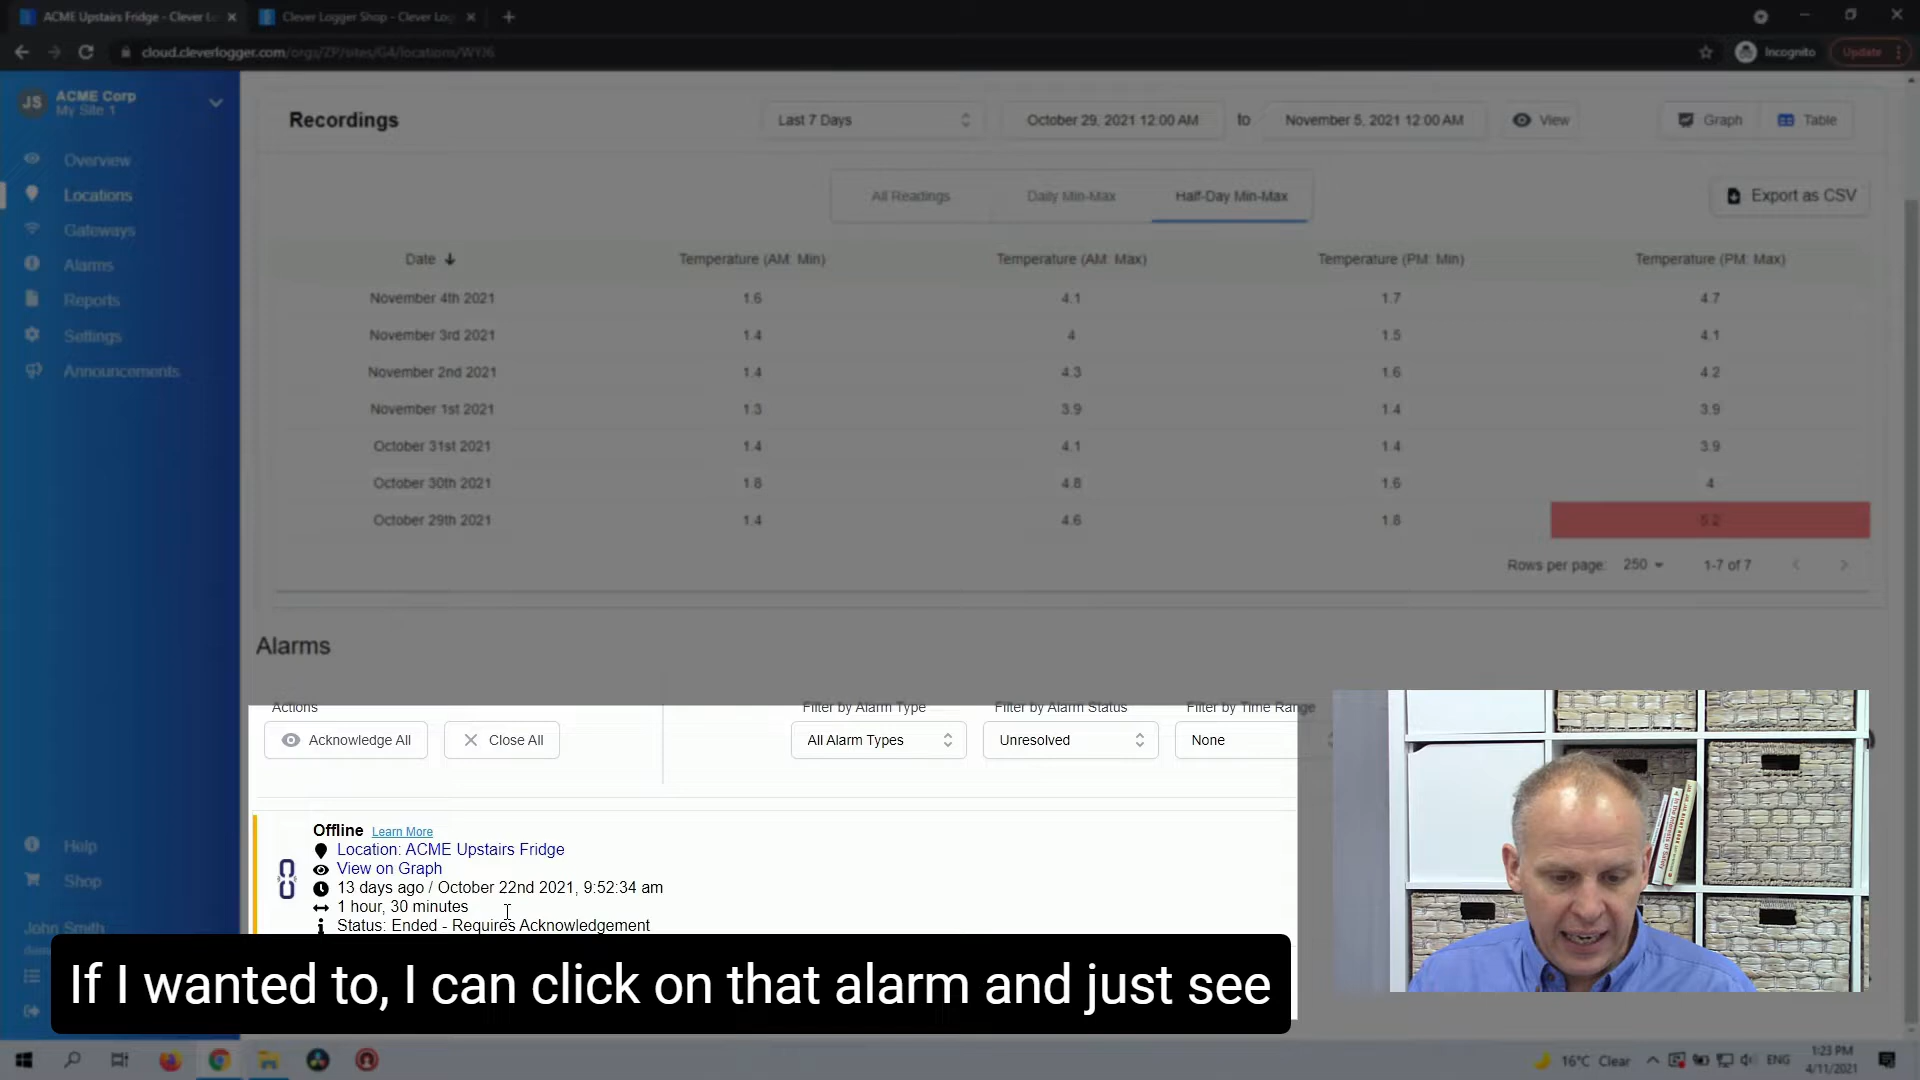 ACME Upstairs Fridge - Clever L
Clever Logger Shop - Clever Log
cloud.cleverlogger.com/orgs/ZP/sites/G4/locations/WYJ6
Incognito
Update
JS
ACME Corp
My Site 1
Overview
Locations
Gateways
Alarms
Reports
Settings
Announcements
Help
Shop
John Smith
Recordings
Last 7 Days
October 29, 2021 12:00 AM
to
November 5, 2021 12:00 AM
View
Graph
Table
All Readings
Daily Min-Max
Half-Day Min-Max
Export as CSV
Date Temperature (AM: Min) Temperature (AM: Max) Temperature (PM: Min) Temperature (PM: Max)
November 4th 2021 1.6 4.1 1.7 4.7
November 3rd 2021 1.4 4 1.5 4.1
November 2nd 2021 1.4 4.3 1.6 4.2
November 1st 2021 1.3 3.9 1.4 3.9
October 31st 2021 1.4 4.1 1.4 3.9
October 30th 2021 1.8 4.8 1.6 4
October 29th 2021 1.4 4.6 1.8 5.2
Rows per page: 250 1-7 of 7
Alarms
Actions
Acknowledge All
Close All
Filter by Alarm Type
All Alarm Types
Filter by Alarm Status
Unresolved
Filter by Time Range
None
Offline Learn More
Location: ACME Upstairs Fridge
View on Graph
13 days ago / October 22nd 2021, 9:52:34 am
1 hour, 30 minutes
Status: Ended - Requires Acknowledgement
If I wanted to, I can click on that alarm and just see
16°C Clear
ENG
1:23 PM
4/11/2021